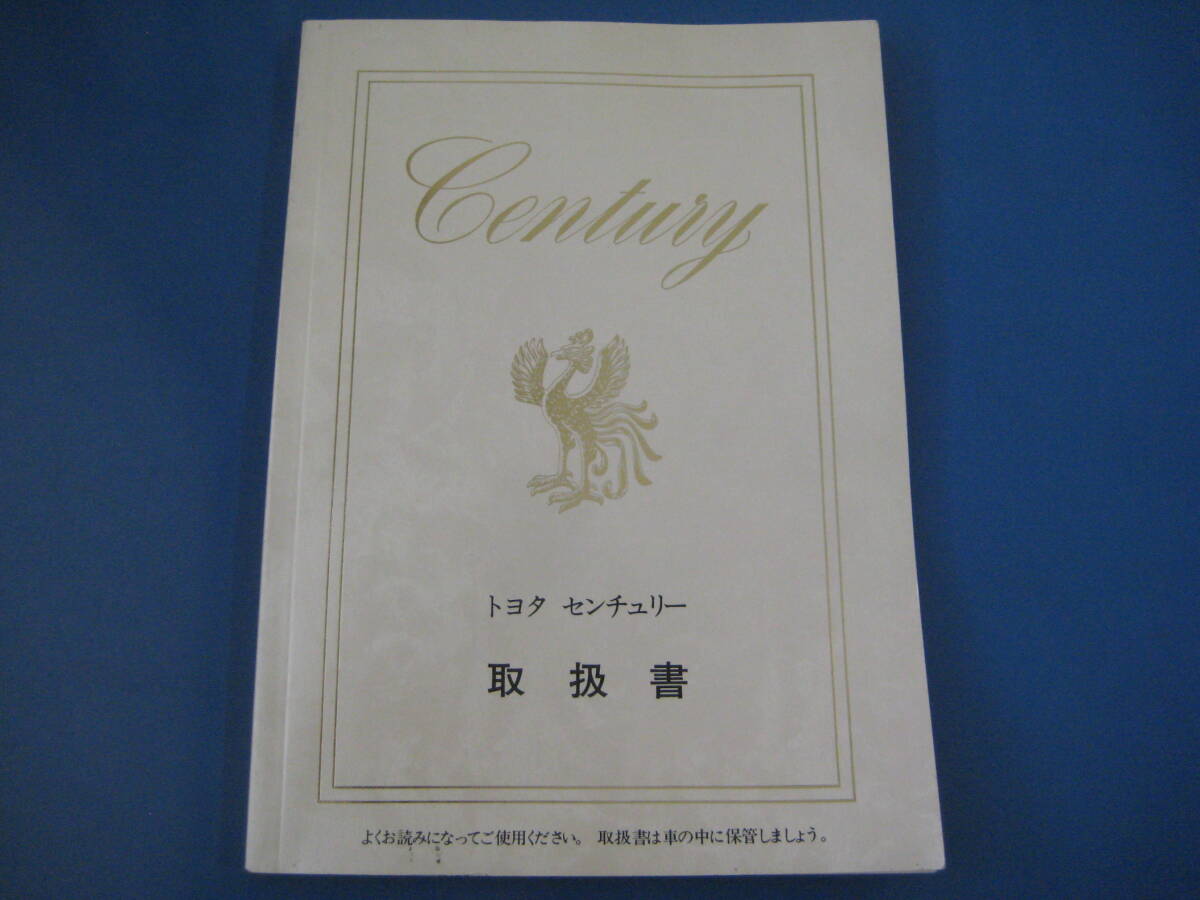 Century
トヨタ センチュリー
取扱書
よくお読みになってご使用ください。 取扱書は車の中に保管しましょう。